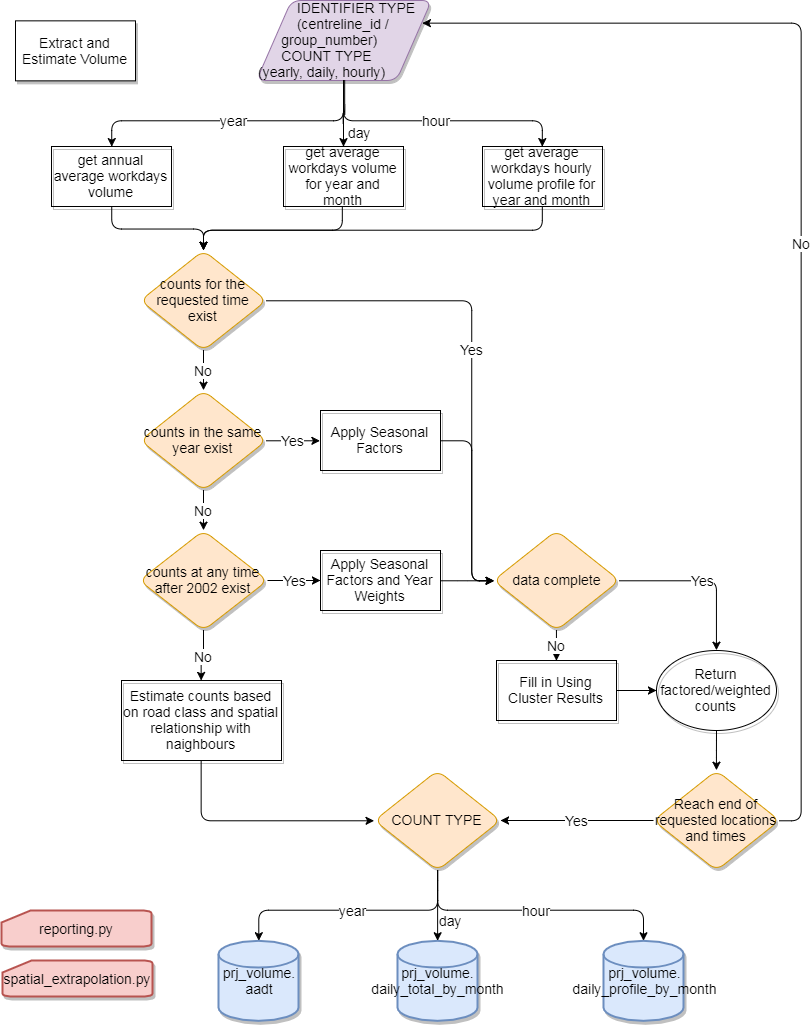 IDENTIFIER TYPE
(centreline_id /
group_number)
COUNT TYPE
(yearly, daily, hourly)
Extract and
Estimate Volume
year
day
hour
get annual
average workdays
volume
get average
workdays volume
for year and
month
get average
workdays hourly
volume profile for
year and month
No
counts for the
requested time
exist
Yes
No
counts in the same
year exist
Yes
Apply Seasonal
Factors
No
counts at any time
after 2002 exist
Yes
Apply Seasonal
Factors and Year
Weights
data complete
Yes
No
No
Estimate counts based
on road class and spatial
relationship with
naighbours
Fill in Using
Cluster Results
Return
factored/weighted
counts
COUNT TYPE
Yes
Reach end of
requested locations
and times
year
day
hour
reporting.py
spatial_extrapolation.py
prj_volume.
aadt
prj_volume.
daily_total_by_month
prj_volume.
daily_profile_by_month